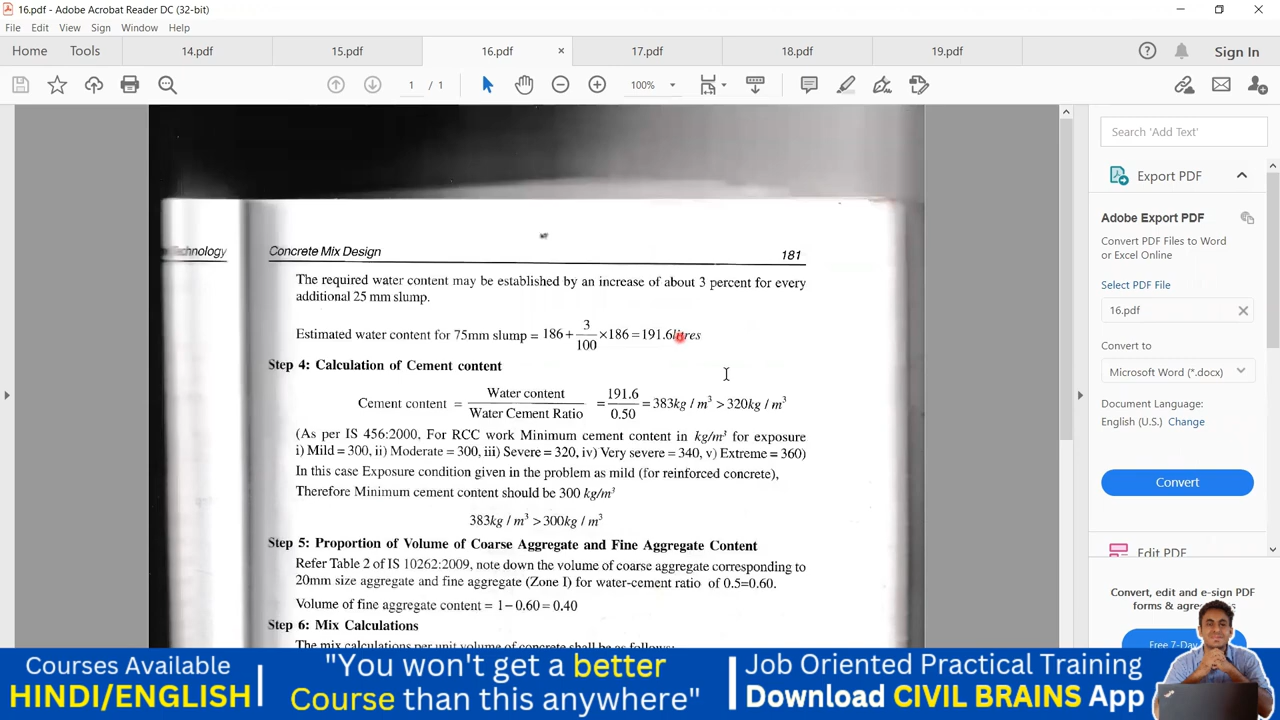 16.pdf - Adobe Acrobat Reader DC (32-bit)
File Edit View Sign Window Help
Home Tools 14.pdf 15.pdf 16.pdf × 17.pdf 18.pdf 19.pdf Sign In
1 / 1 100%
Search 'Add Text'
Export PDF
Adobe Export PDF
Convert PDF Files to Word
or Excel Online
Select PDF File
16.pdf
Convert to
Microsoft Word (*.docx)
Document Language:
English (U.S.) Change
Convert
Edit PDF
Convert, edit and e-sign PDF
forms & agreements
Free 7-Day
Technology
Concrete Mix Design 181
The required water content may be established by an increase of about 3 percent for every
additional 25 mm slump.
Estimated water content for 75mm slump = 186 + 3/100 ×186 = 191.6litres
Step 4: Calculation of Cement content
Cement content = Water content / Water Cement Ratio = 191.6 / 0.50 = 383kg / m³ > 320kg / m³
(As per IS 456:2000, For RCC work Minimum cement content in kg/m³ for exposure
i) Mild = 300, ii) Moderate = 300, iii) Severe = 320, iv) Very severe = 340, v) Extreme = 360)
In this case Exposure condition given in the problem as mild (for reinforced concrete),
Therefore Minimum cement content should be 300 kg/m³
383kg / m³ > 300kg / m³
Step 5: Proportion of Volume of Coarse Aggregate and Fine Aggregate Content
Refer Table 2 of IS 10262:2009, note down the volume of coarse aggregate corresponding to
20mm size aggregate and fine aggregate (Zone I) for water-cement ratio of 0.5=0.60.
Volume of fine aggregate content = 1 – 0.60 = 0.40
Step 6: Mix Calculations
The mix calculations per unit volume of concrete shall be as follows:
Courses Available
HINDI/ENGLISH
"You won't get a better
Course than this anywhere"
Job Oriented Practical Training
Download CIVIL BRAINS App